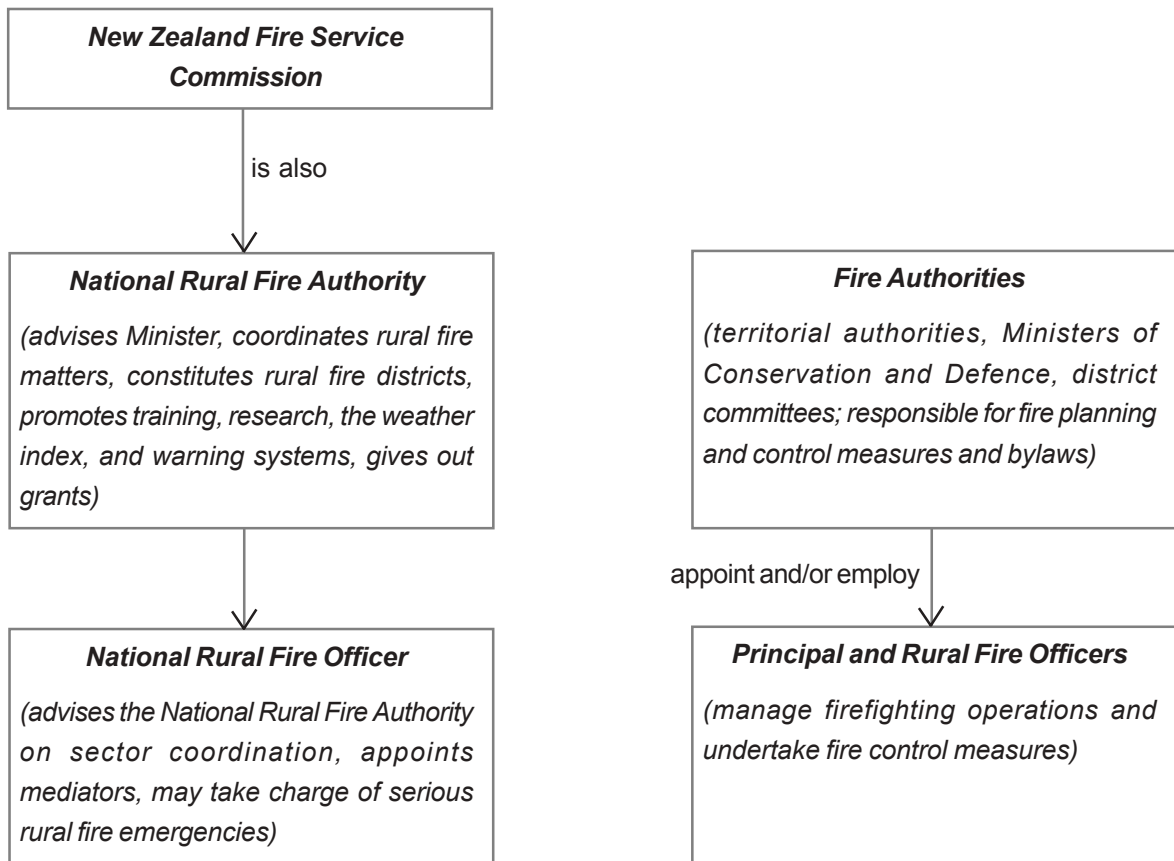 New Zealand Fire Service
Commission
is also
National Rural Fire Authority
(advises Minister, coordinates rural fire
matters, constitutes rural fire districts,
promotes training, research, the weather
index, and warning systems, gives out
grants)
National Rural Fire Officer
(advises the National Rural Fire Authority
on sector coordination, appoints
mediators, may take charge of serious
rural fire emergencies)
Fire Authorities
(territorial authorities, Ministers of
Conservation and Defence, district
committees; responsible for fire planning
and control measures and bylaws)
appoint and/or employ
Principal and Rural Fire Officers
(manage firefighting operations and
undertake fire control measures)